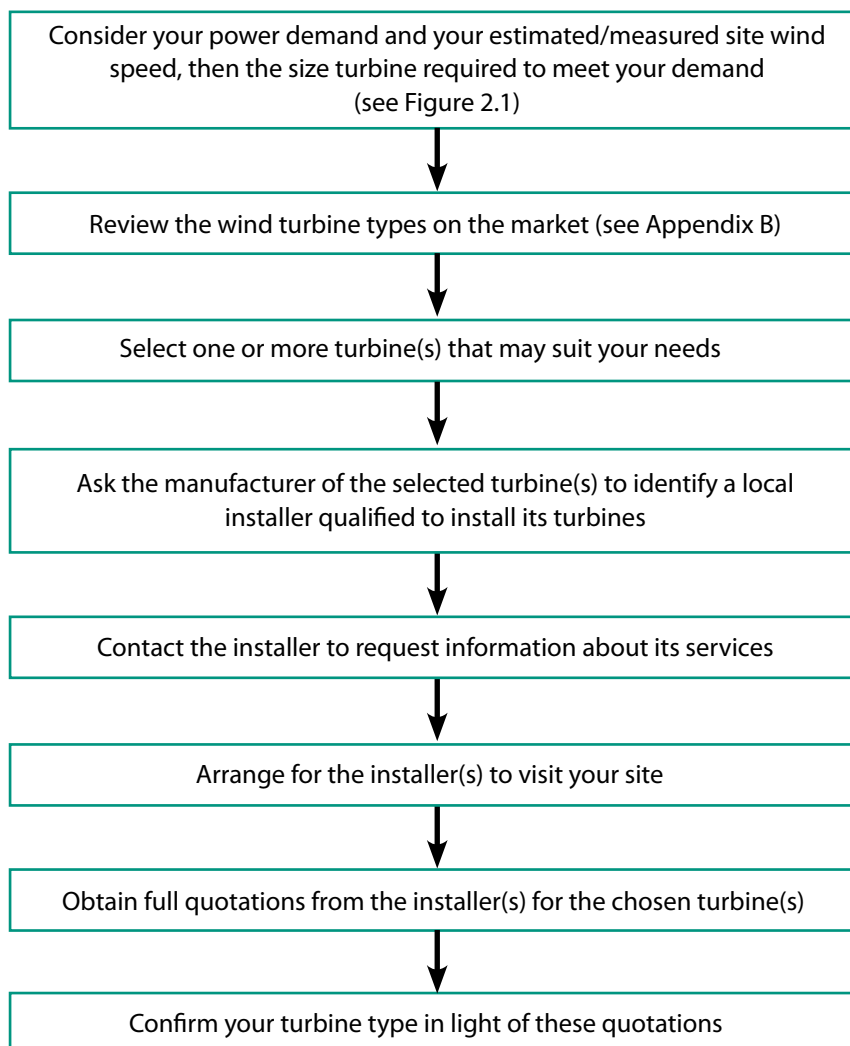 Consider your power demand and your estimated/measured site wind
speed, then the size turbine required to meet your demand
(see Figure 2.1)
Review the wind turbine types on the market (see Appendix B)
Select one or more turbine(s) that may suit your needs
Ask the manufacturer of the selected turbine(s) to identify a local
installer qualified to install its turbines
Contact the installer to request information about its services
Arrange for the installer(s) to visit your site
Obtain full quotations from the installer(s) for the chosen turbine(s)
Confirm your turbine type in light of these quotations